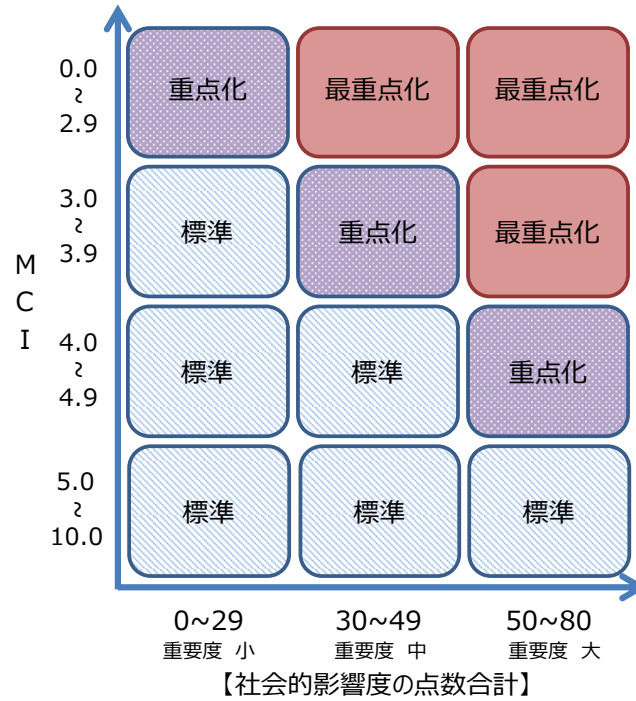 0.0
~
2.9
重点化
最重点化
最重点化
3.0
~
3.9
標準
重点化
最重点化
M
C
I
4.0
~
4.9
標準
標準
重点化
5.0
~
10.0
標準
標準
標準
0~29
30~49
50~80
重要度 小
重要度 中
重要度 大
【社会的影響度の点数合計】